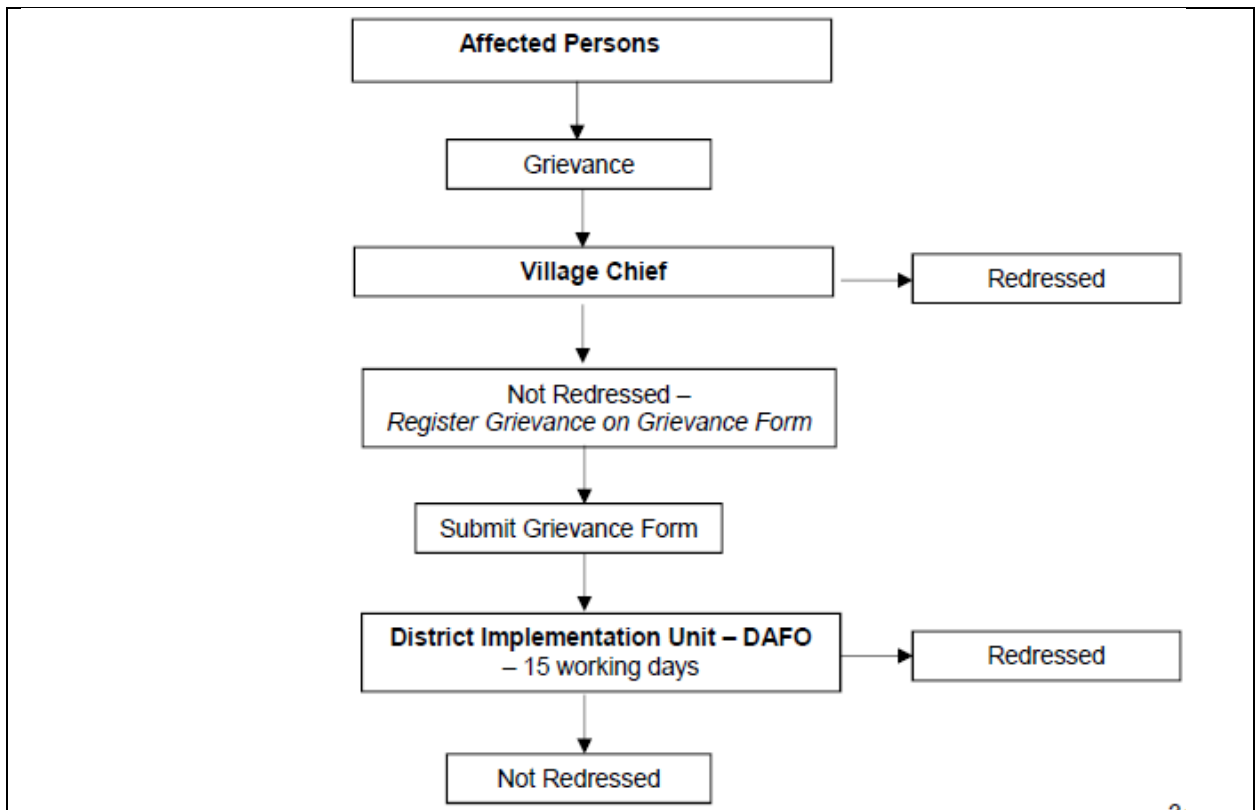 Affected Persons
Grievance
Village Chief
Redressed
Not Redressed –
Register Grievance on Grievance Form
Submit Grievance Form
District Implementation Unit – DAFO
– 15 working days
Redressed
Not Redressed